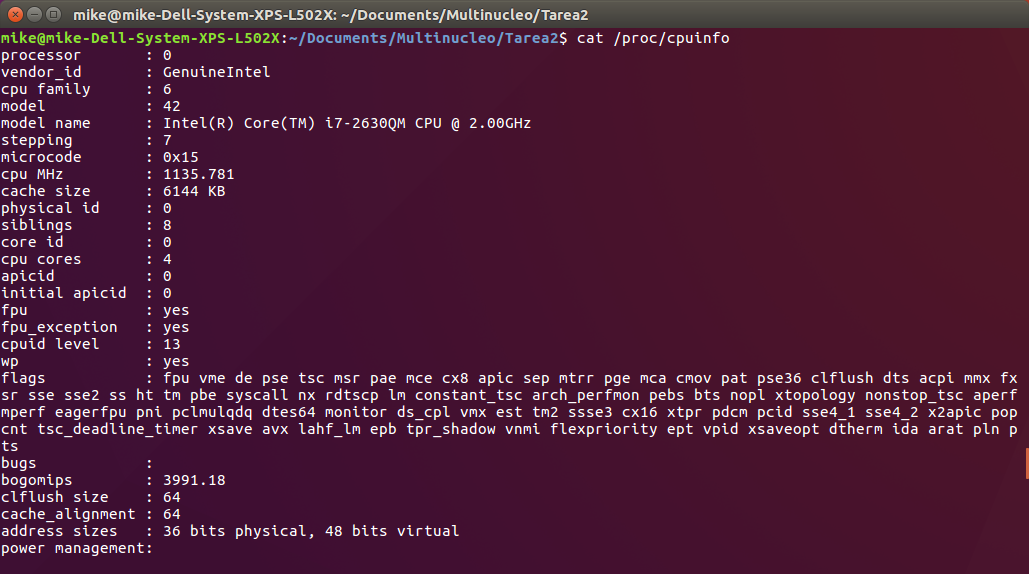 mike@mike-Dell-System-XPS-L502X: ~/Documents/Multinucleo/Tarea2
mike@mike-Dell-System-XPS-L502X:~/Documents/Multinucleo/Tarea2$ cat /proc/cpuinfo
processor	: 0
vendor_id	: GenuineIntel
cpu family	: 6
model		: 42
model name	: Intel(R) Core(TM) i7-2630QM CPU @ 2.00GHz
stepping	: 7
microcode	: 0x15
cpu MHz		: 1135.781
cache size	: 6144 KB
physical id	: 0
siblings	: 8
core id		: 0
cpu cores	: 4
apicid		: 0
initial apicid	: 0
fpu		: yes
fpu_exception	: yes
cpuid level	: 13
wp		: yes
flags		: fpu vme de pse tsc msr pae mce cx8 apic sep mtrr pge mca cmov pat pse36 clflush dts acpi mmx fx
sr sse sse2 ss ht tm pbe syscall nx rdtscp lm constant_tsc arch_perfmon pebs bts nopl xtopology nonstop_tsc aperf
mperf eagerfpu pni pclmulqdq dtes64 monitor ds_cpl vmx est tm2 ssse3 cx16 xtpr pdcm pcid sse4_1 sse4_2 x2apic pop
cnt tsc_deadline_timer xsave avx lahf_lm epb tpr_shadow vnmi flexpriority ept vpid xsaveopt dtherm ida arat pln p
ts
bugs		:
bogomips	: 3991.18
clflush size	: 64
cache_alignment	: 64
address sizes	: 36 bits physical, 48 bits virtual
power management: